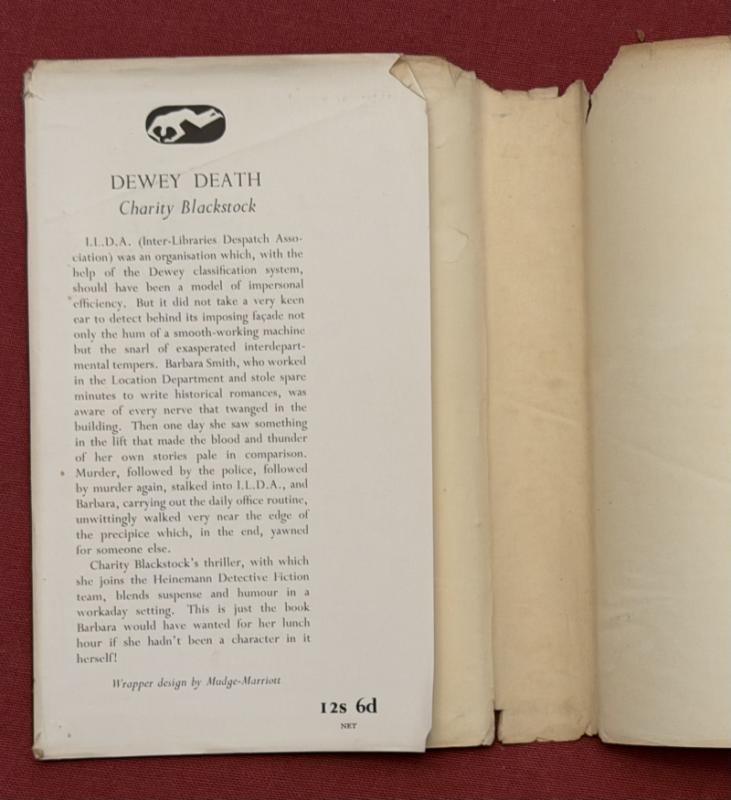 DEWEY DEATH
Charity Blackstock
I.L.D.A. (Inter-Libraries Despatch Asso-
ciation) was an organisation which, with the
help of the Dewey classification system,
should have been a model of impersonal
efficiency. But it did not take a very keen
ear to detect behind its imposing façade not
only the hum of a smooth-working machine
but the snarl of exasperated interdepart-
mental tempers. Barbara Smith, who worked
in the Location Department and stole spare
minutes to write historical romances, was
aware of every nerve that twanged in the
building. Then one day she saw something
in the lift that made the blood and thunder
of her own stories pale in comparison.
Murder, followed by the police, followed
by murder again, stalked into I.L.D.A., and
Barbara, carrying out the daily office routine,
unwittingly walked very near the edge of
the precipice which, in the end, yawned
for someone else.
Charity Blackstock's thriller, with which
she joins the Heinemann Detective Fiction
team, blends suspense and humour in a
workaday setting. This is just the book
Barbara would have wanted for her lunch
hour if she hadn't been a character in it
herself!
Wrapper design by Mudge-Marriott
12s 6d
NET